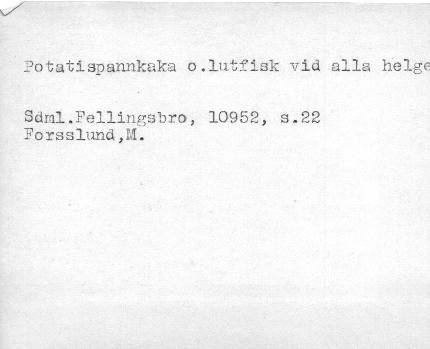 Potatispannkaka o.lutfisk vid alla helge
Sdml.Fellingsbro, 10952, s.22
Forsslund,M.